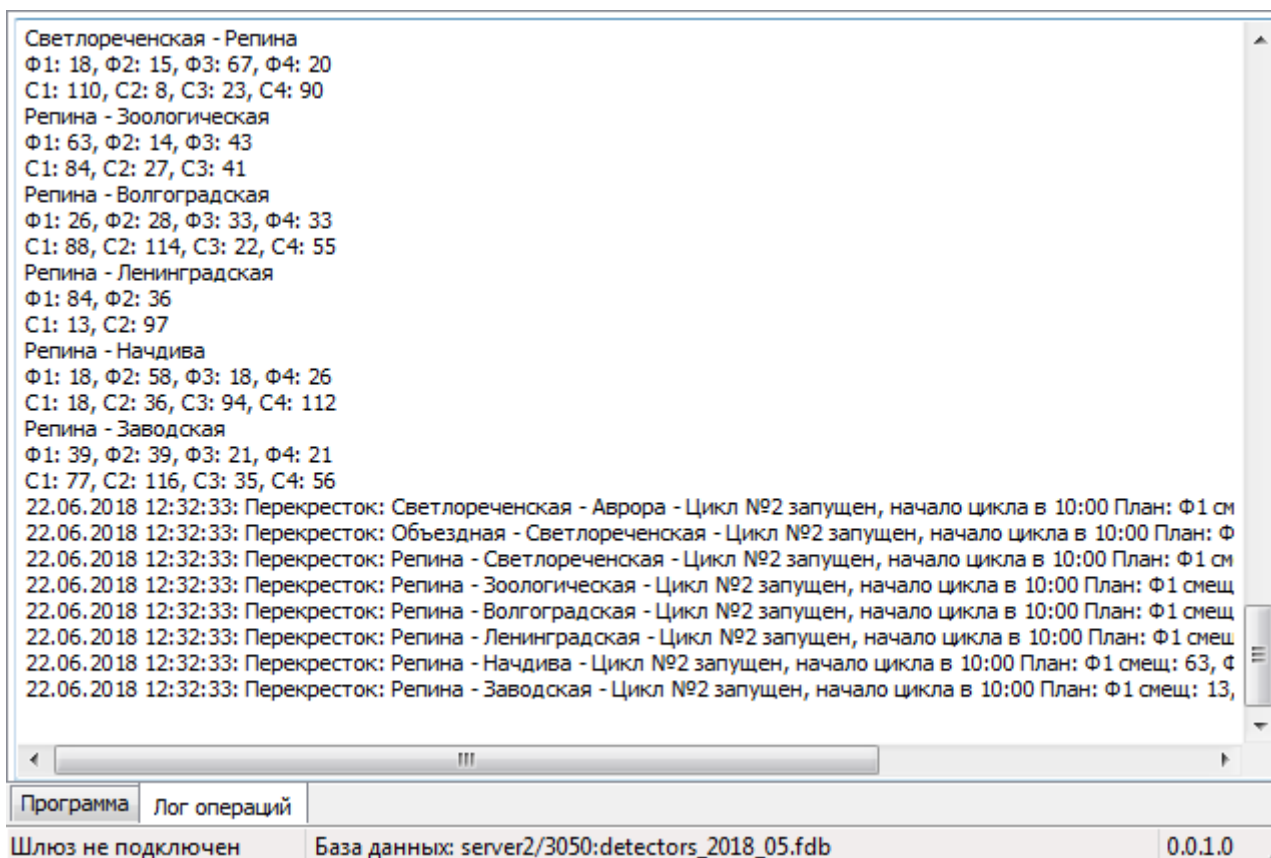 Светлореченская - Репина
Ф1: 18, Ф2: 15, Ф3: 67, Ф4: 20
С1: 110, С2: 8, С3: 23, С4: 90
Репина - Зоологическая
Ф1: 63, Ф2: 14, Ф3: 43
С1: 84, С2: 27, С3: 41
Репина - Волгоградская
Ф1: 26, Ф2: 28, Ф3: 33, Ф4: 33
С1: 88, С2: 114, С3: 22, С4: 55
Репина - Ленинградская
Ф1: 84, Ф2: 36
С1: 13, С2: 97
Репина - Начдива
Ф1: 18, Ф2: 58, Ф3: 18, Ф4: 26
С1: 18, С2: 36, С3: 94, С4: 112
Репина - Заводская
Ф1: 39, Ф2: 39, Ф3: 21, Ф4: 21
С1: 77, С2: 116, С3: 35, С4: 56
22.06.2018 12:32:33: Перекресток: Светлореченская - Аврора - Цикл №2 запущен, начало цикла в 10:00 План: Ф1 см
22.06.2018 12:32:33: Перекресток: Объездная - Светлореченская - Цикл №2 запущен, начало цикла в 10:00 План: Ф
22.06.2018 12:32:33: Перекресток: Репина - Светлореченская - Цикл №2 запущен, начало цикла в 10:00 План: Ф1 см
22.06.2018 12:32:33: Перекресток: Репина - Зоологическая - Цикл №2 запущен, начало цикла в 10:00 План: Ф1 смещ
22.06.2018 12:32:33: Перекресток: Репина - Волгоградская - Цикл №2 запущен, начало цикла в 10:00 План: Ф1 смещ
22.06.2018 12:32:33: Перекресток: Репина - Ленинградская - Цикл №2 запущен, начало цикла в 10:00 План: Ф1 смещ
22.06.2018 12:32:33: Перекресток: Репина - Начдива - Цикл №2 запущен, начало цикла в 10:00 План: Ф1 смещ: 63, Ф
22.06.2018 12:32:33: Перекресток: Репина - Заводская - Цикл №2 запущен, начало цикла в 10:00 План: Ф1 смещ: 13,
Программа Лог операций
Шлюз не подключен База данных: server2/3050:detectors_2018_05.fdb 0.0.1.0